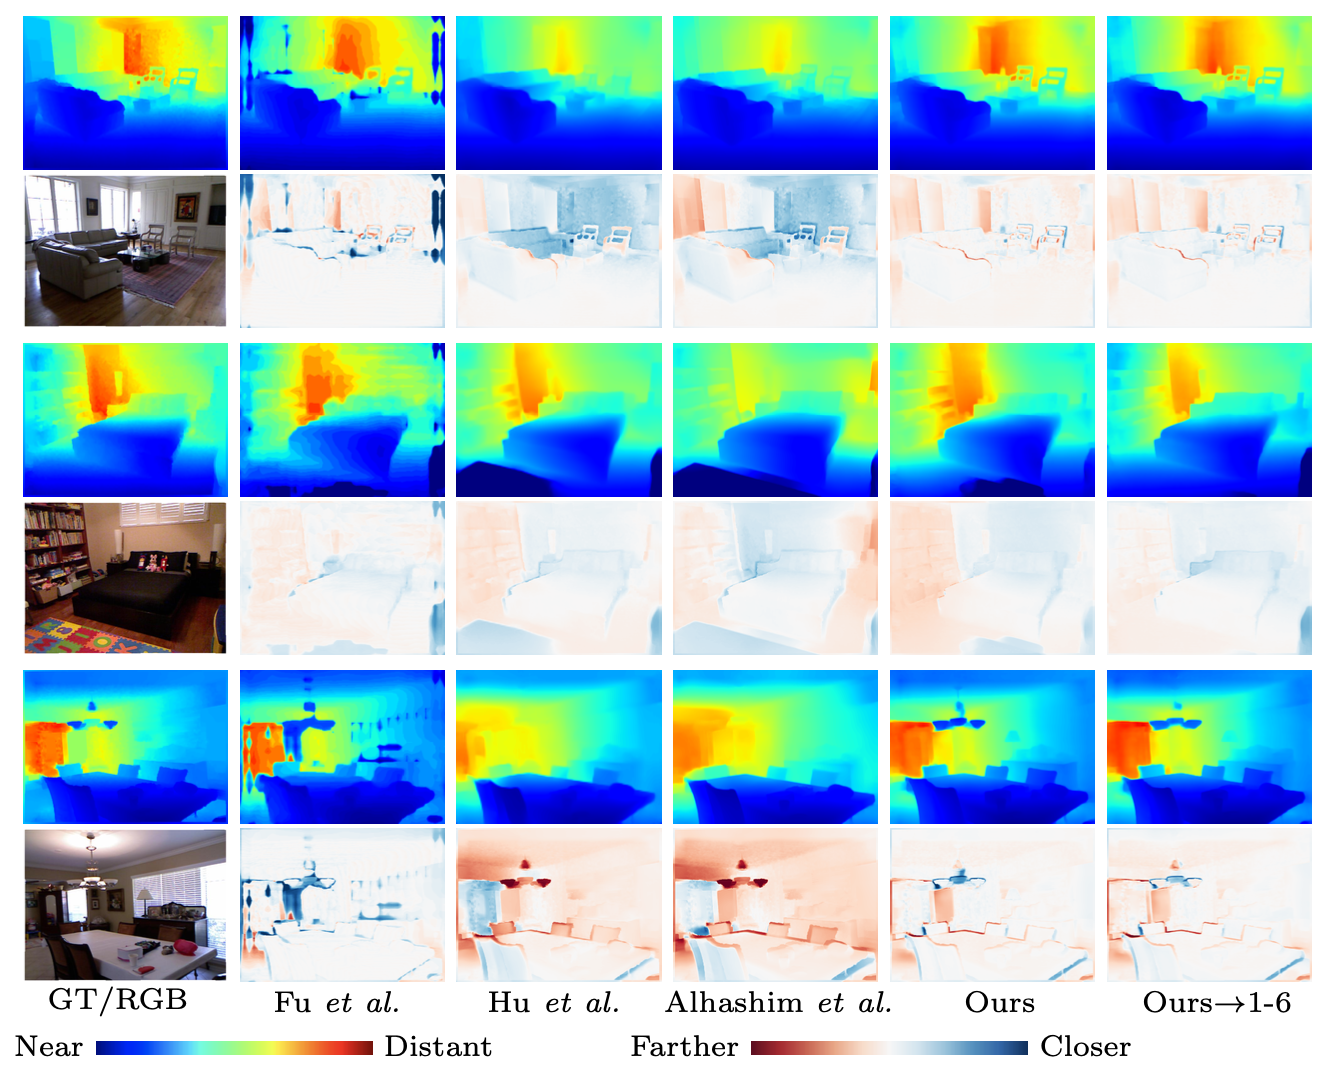 GT/RGB Fu et al. Hu et al. Alhashim et al. Ours Ours→1-6
Near Distant Farther Closer